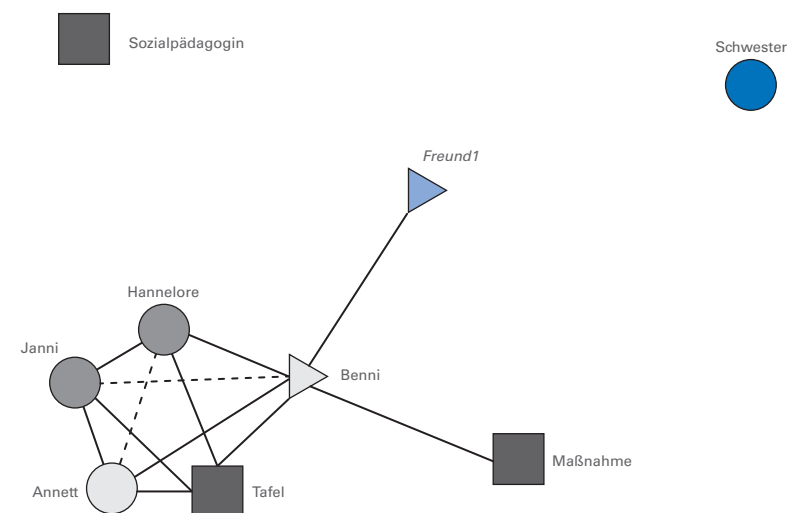 Sozialpädagogin
Schwester
Freund1
Hannelore
Janni
Benni
Maßnahme
Annett
Tafel